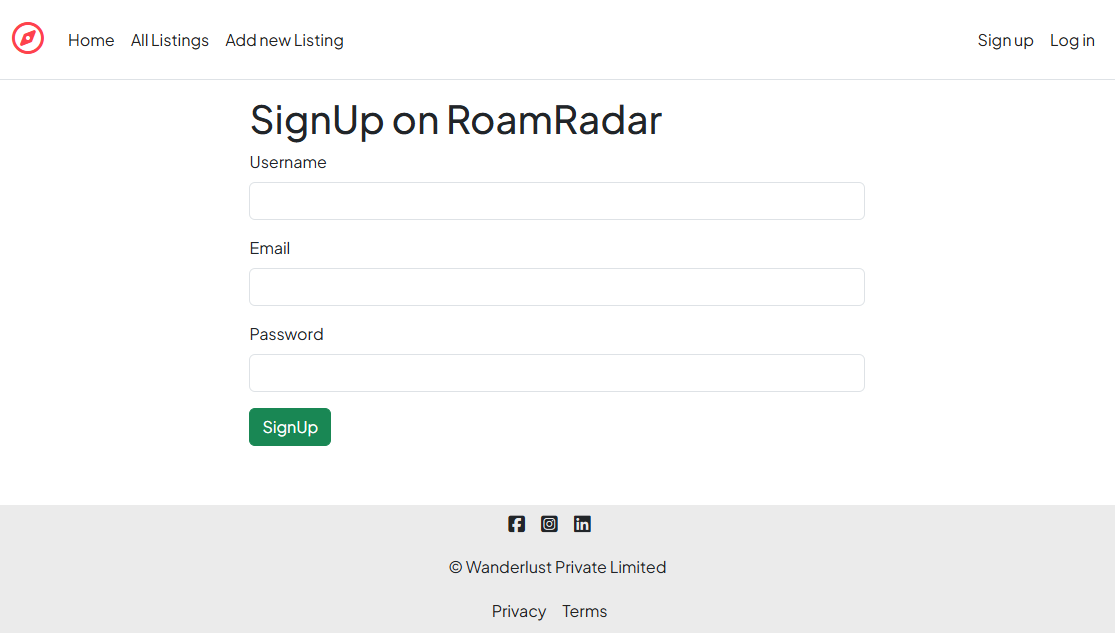 Home All Listings Add new Listing Sign up Log in
SignUp on RoamRadar
Username
Email
Password
SignUp
© Wanderlust Private Limited
Privacy Terms